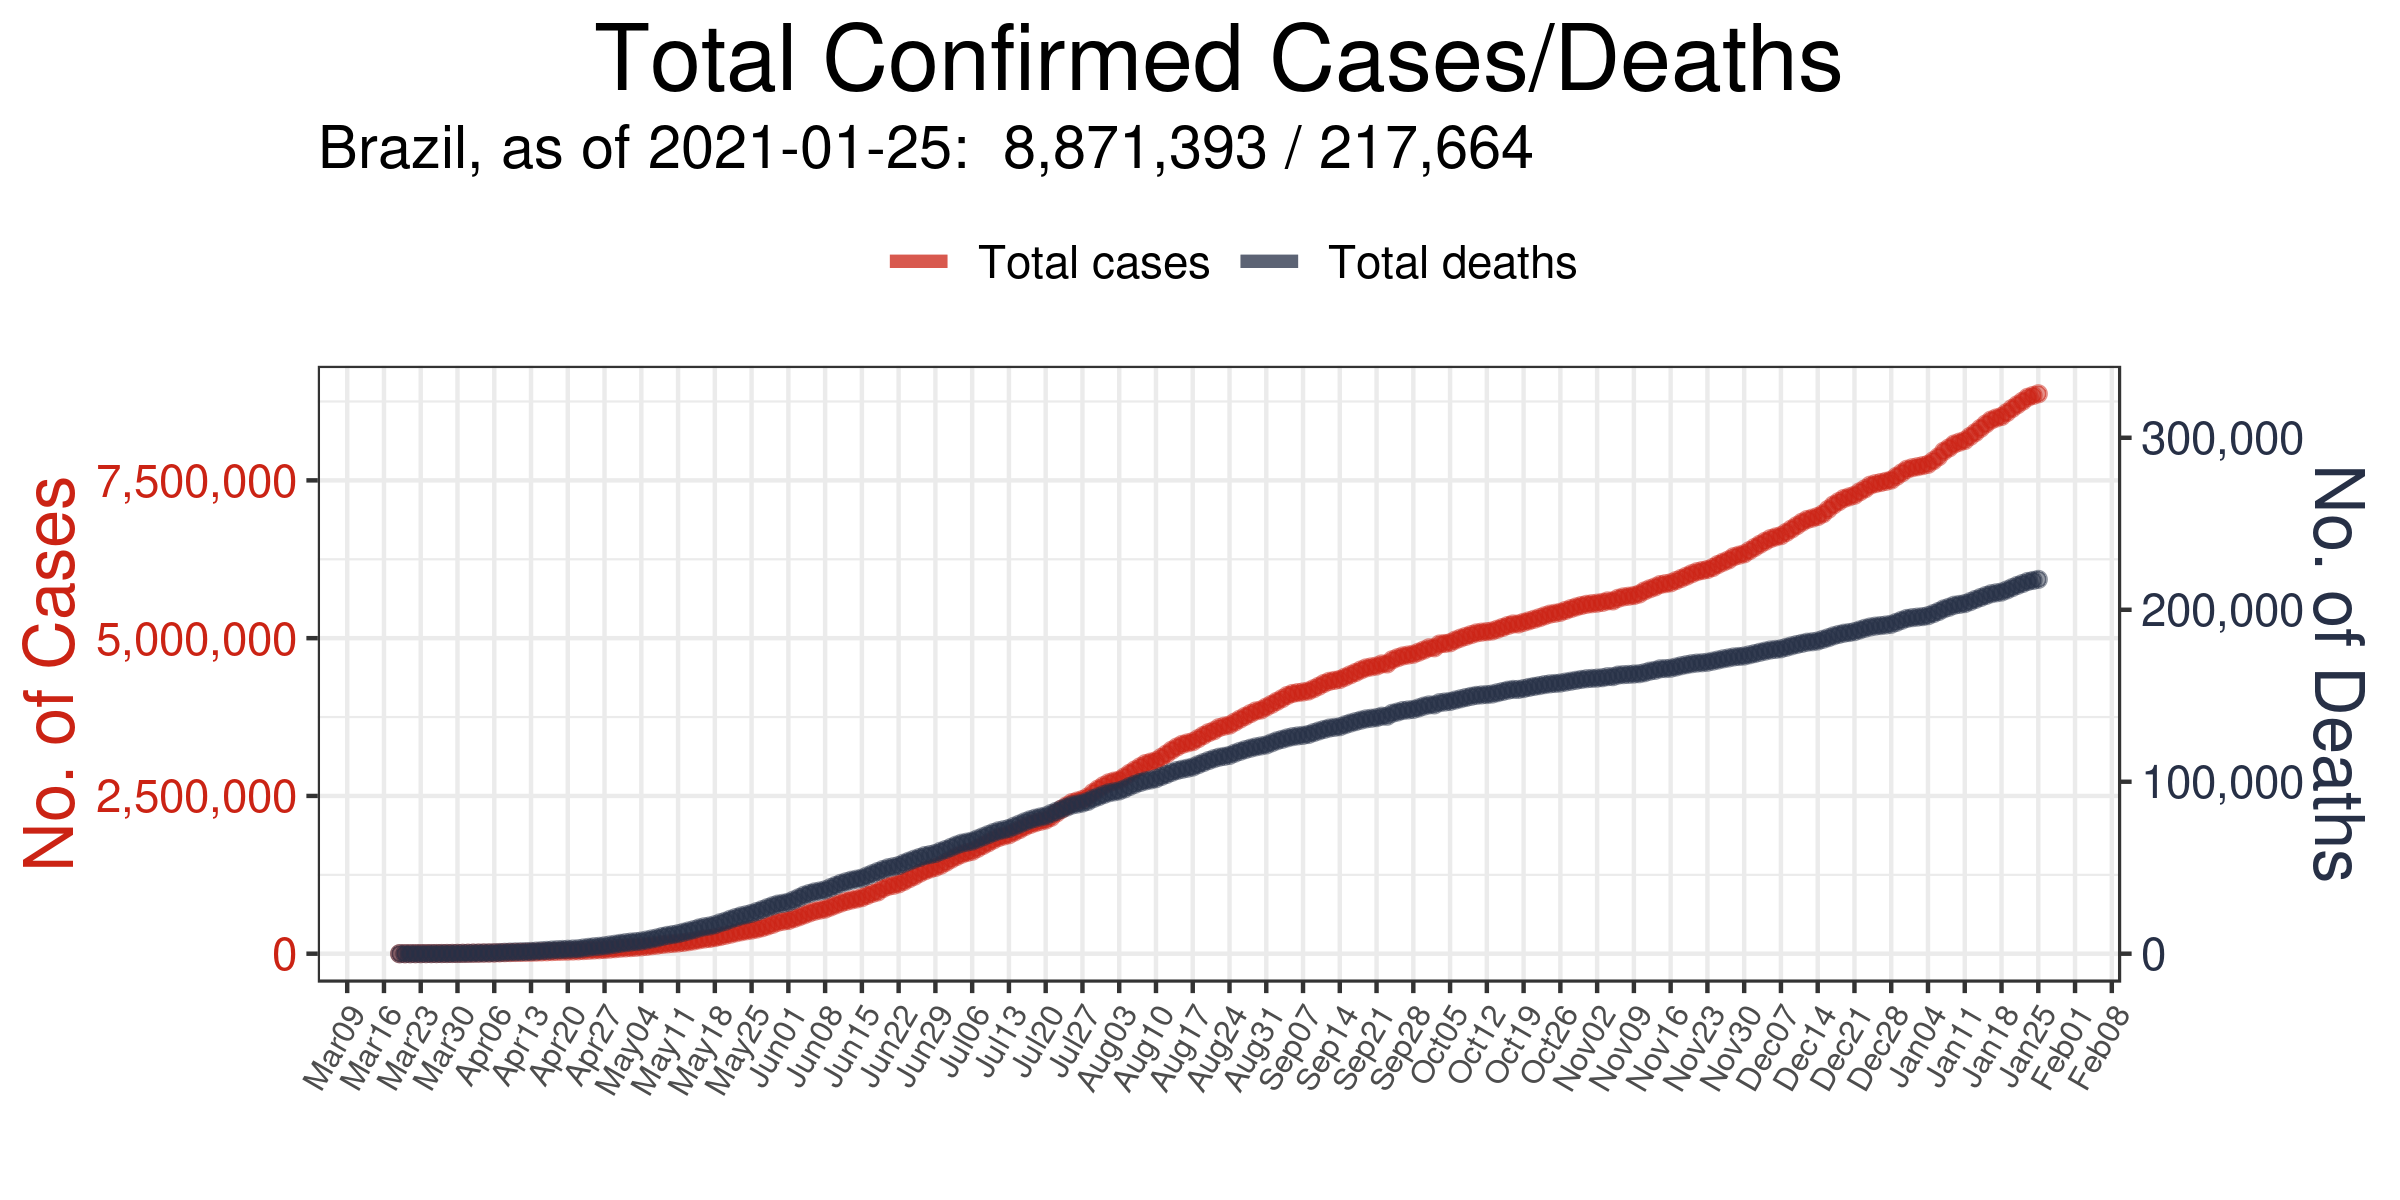 Total Confirmed Cases/Deaths
Brazil, as of 2021-01-25:  8,871,393 / 217,664
Total cases
Total deaths
No. of Cases
7,500,000
5,000,000
2,500,000
0
300,000
200,000
100,000
0
No. of Deaths
Mar09
Mar16
Mar23
Mar30
Apr06
Apr13
Apr20
Apr27
May04
May11
May18
May25
Jun01
Jun08
Jun15
Jun22
Jun29
Jul06
Jul13
Jul20
Jul27
Aug03
Aug10
Aug17
Aug24
Aug31
Sep07
Sep14
Sep21
Sep28
Oct05
Oct12
Oct19
Oct26
Nov02
Nov09
Nov16
Nov23
Nov30
Dec07
Dec14
Dec21
Dec28
Jan04
Jan11
Jan18
Jan25
Feb01
Feb08